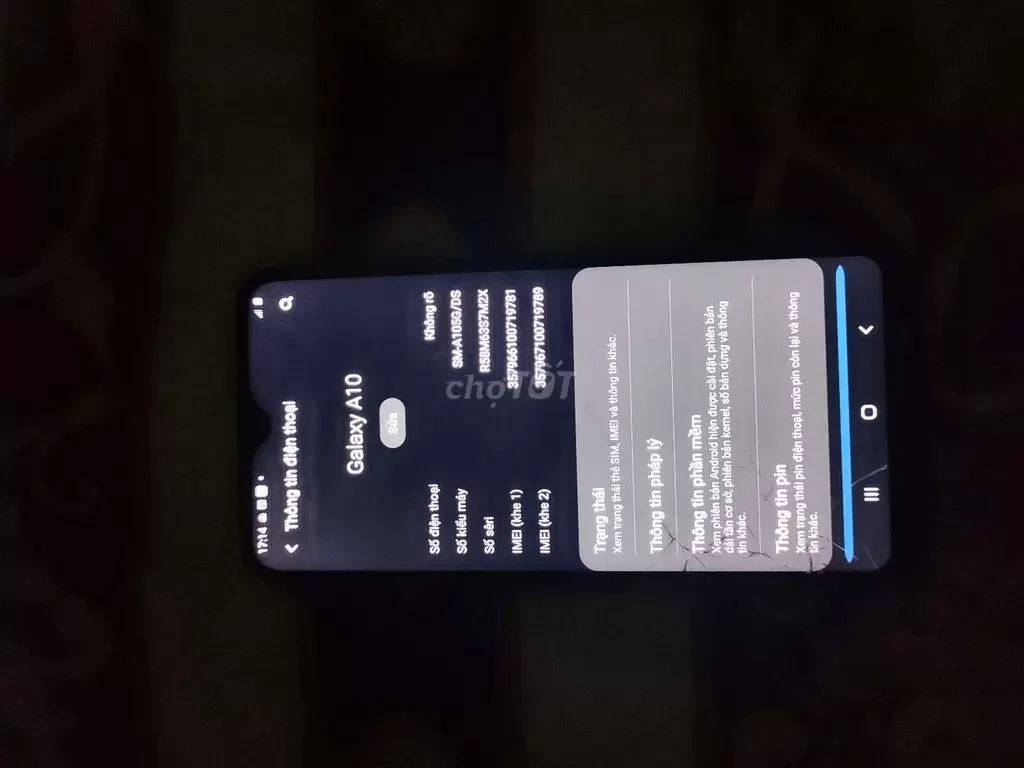 17:14
Thông tin điện thoại
Galaxy A10
Sửa
Số điện thoại Không rõ
Số kiểu máy SM-A105G/DS
Số sêri R58M63S7M2X
IMEI (khe 1) 357966100719781
IMEI (khe 2) 357967100719789
chợTỐT
Trạng thái
Xem trạng thái thẻ SIM, IMEI và thông tin khác.
Thông tin pháp lý
Thông tin phần mềm
Xem phiên bản Android hiện được cài đặt, phiên bản
dải tần cơ sở, phiên bản kernel, số bản dựng và thông
tin khác.
Thông tin pin
Xem trạng thái pin điện thoại, mức pin còn lại và thông
tin khác.